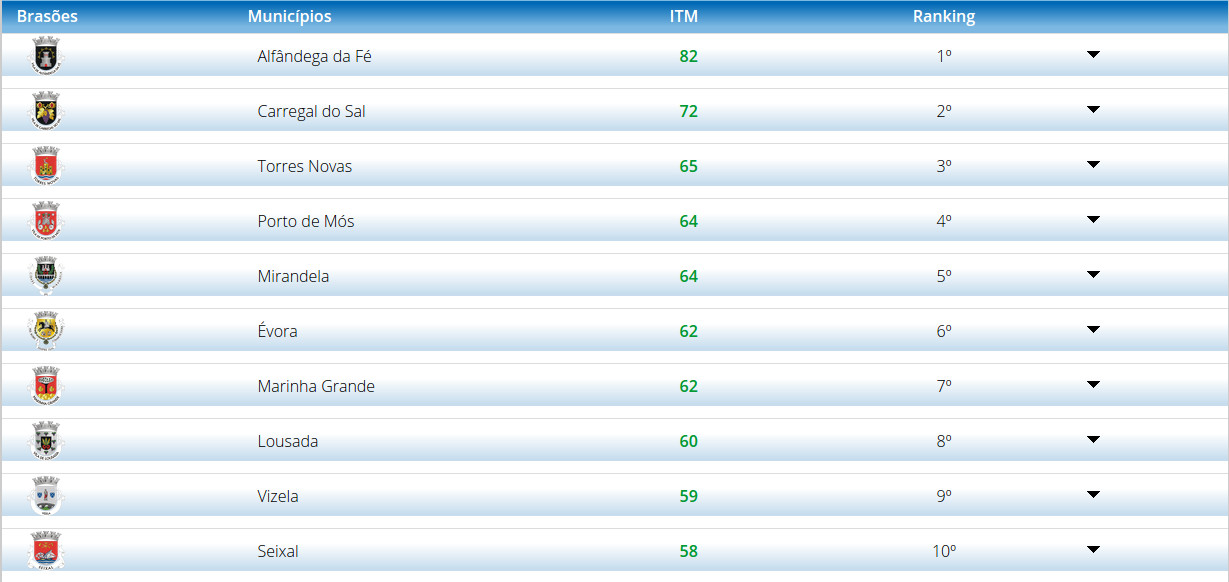 Brasões Municípios ITM Ranking
Alfândega da Fé 82 1º
Carregal do Sal 72 2º
Torres Novas 65 3º
Porto de Mós 64 4º
Mirandela 64 5º
Évora 62 6º
Marinha Grande 62 7º
Lousada 60 8º
Vizela 59 9º
Seixal 58 10º